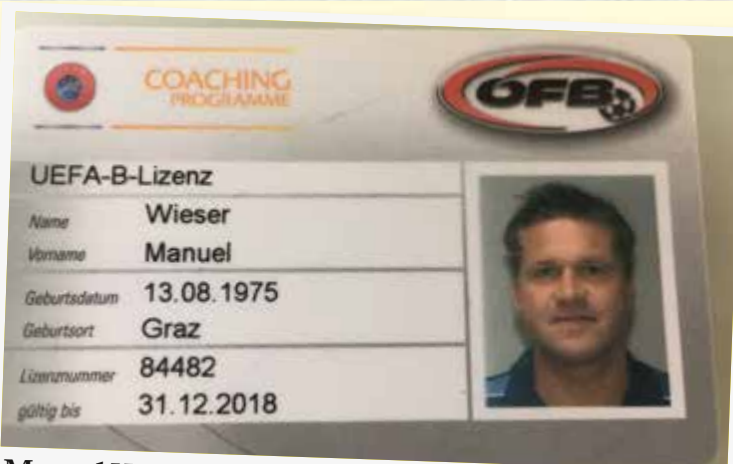 COACHING
PROGRAMME
ÖFB
UEFA-B-Lizenz
Name Wieser
Vorname Manuel
Geburtsdatum 13.08.1975
Geburtsort Graz
Lizenznummer 84482
gültig bis 31.12.2018